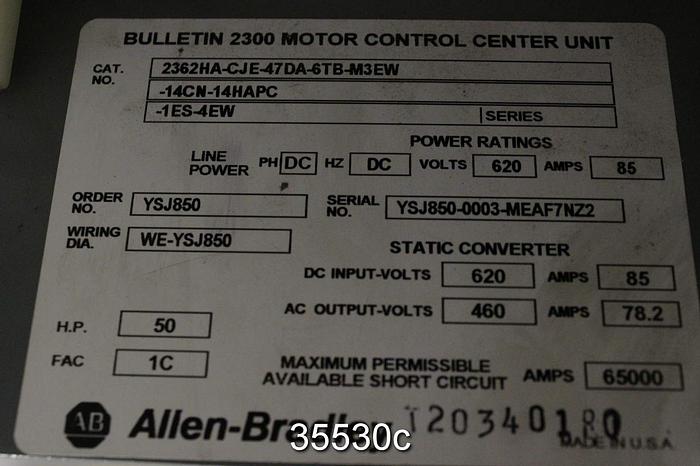 BULLETIN 2300 MOTOR CONTROL CENTER UNIT
CAT. NO. 2362HA-CJE-47DA-6TB-M3EW
-14CN-14HAPC
-1ES-4EW SERIES
POWER RATINGS
LINE POWER PH DC HZ DC VOLTS 620 AMPS 85
ORDER NO. YSJ850 SERIAL NO. YSJ850-0003-MEAF7NZ2
WIRING DIA. WE-YSJ850
STATIC CONVERTER
DC INPUT-VOLTS 620 AMPS 85
AC OUTPUT-VOLTS 460 AMPS 78.2
H.P. 50
FAC 1C
MAXIMUM PERMISSIBLE
AVAILABLE SHORT CIRCUIT AMPS 65000
AB Allen-Bradley
MADE IN U.S.A.
35530c